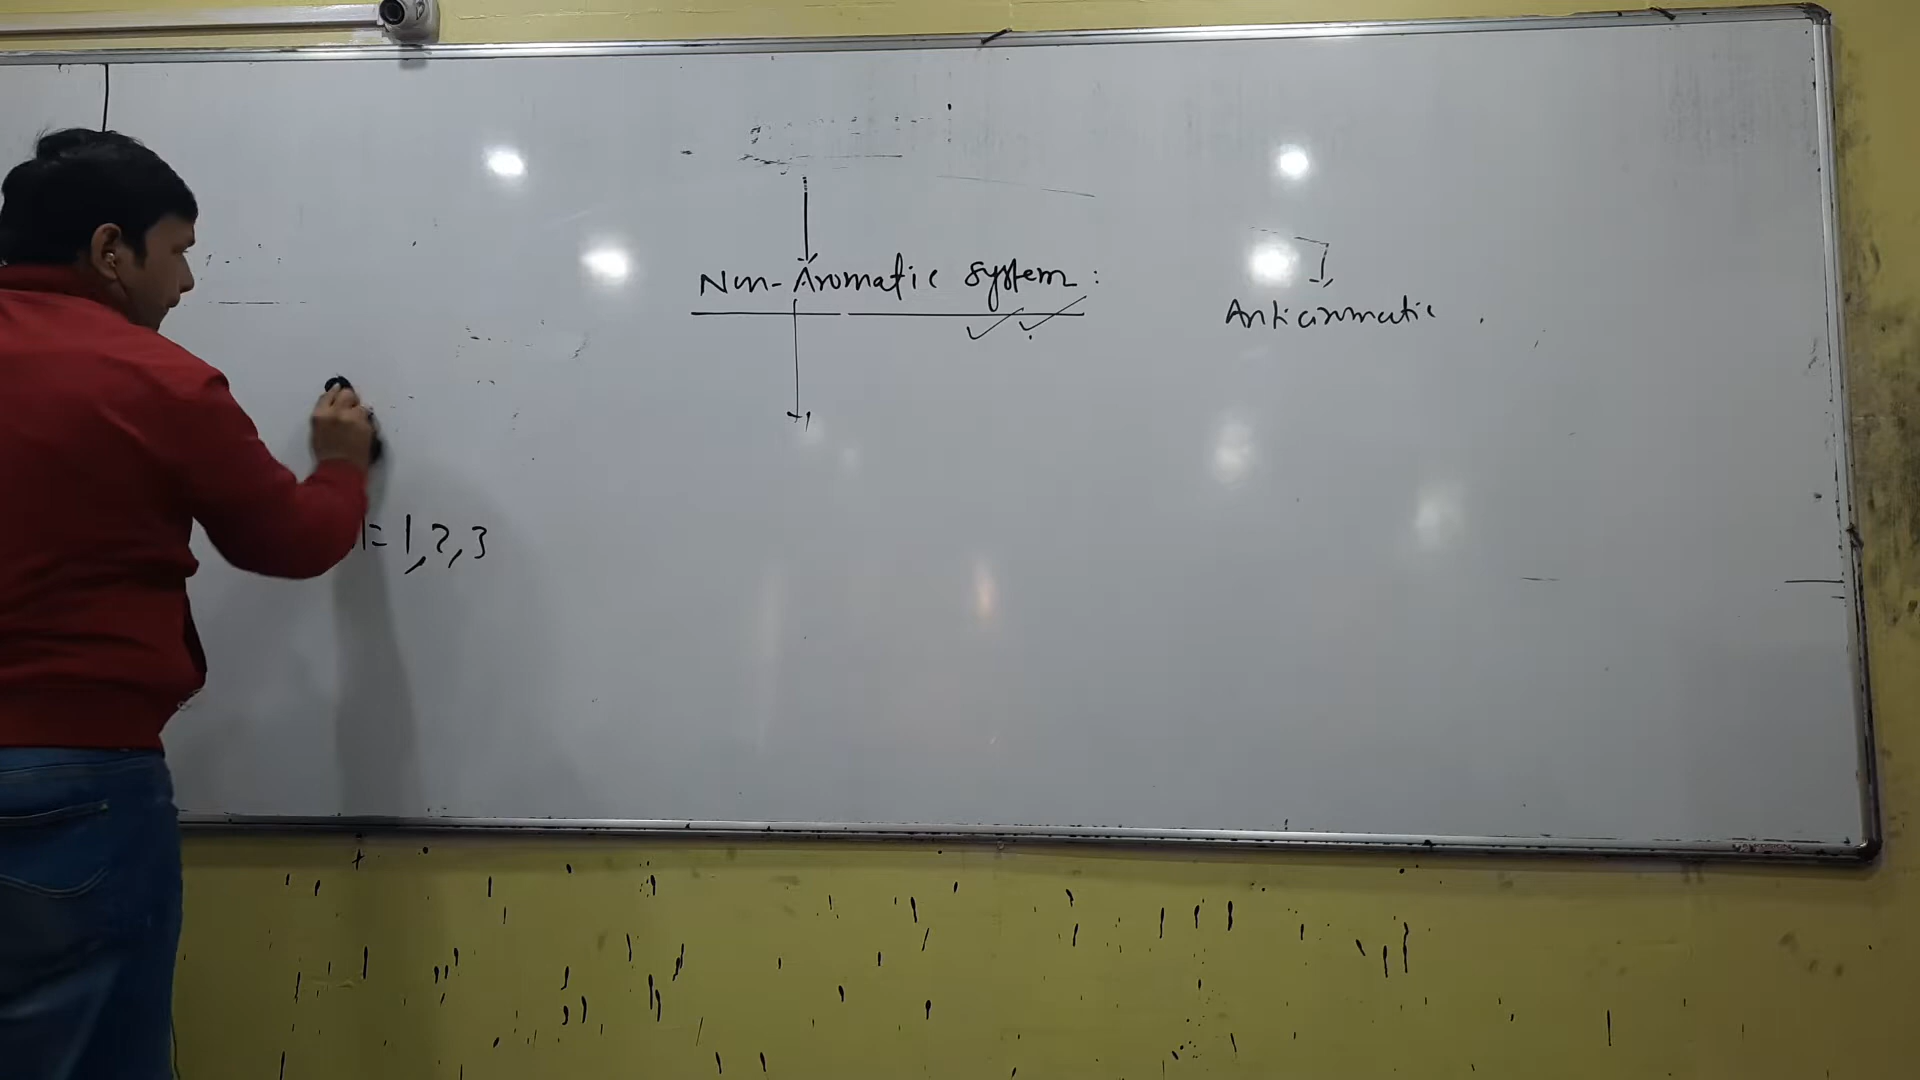 Non-Aromatic system:
Antiaromatic.
= 1, 2, 3